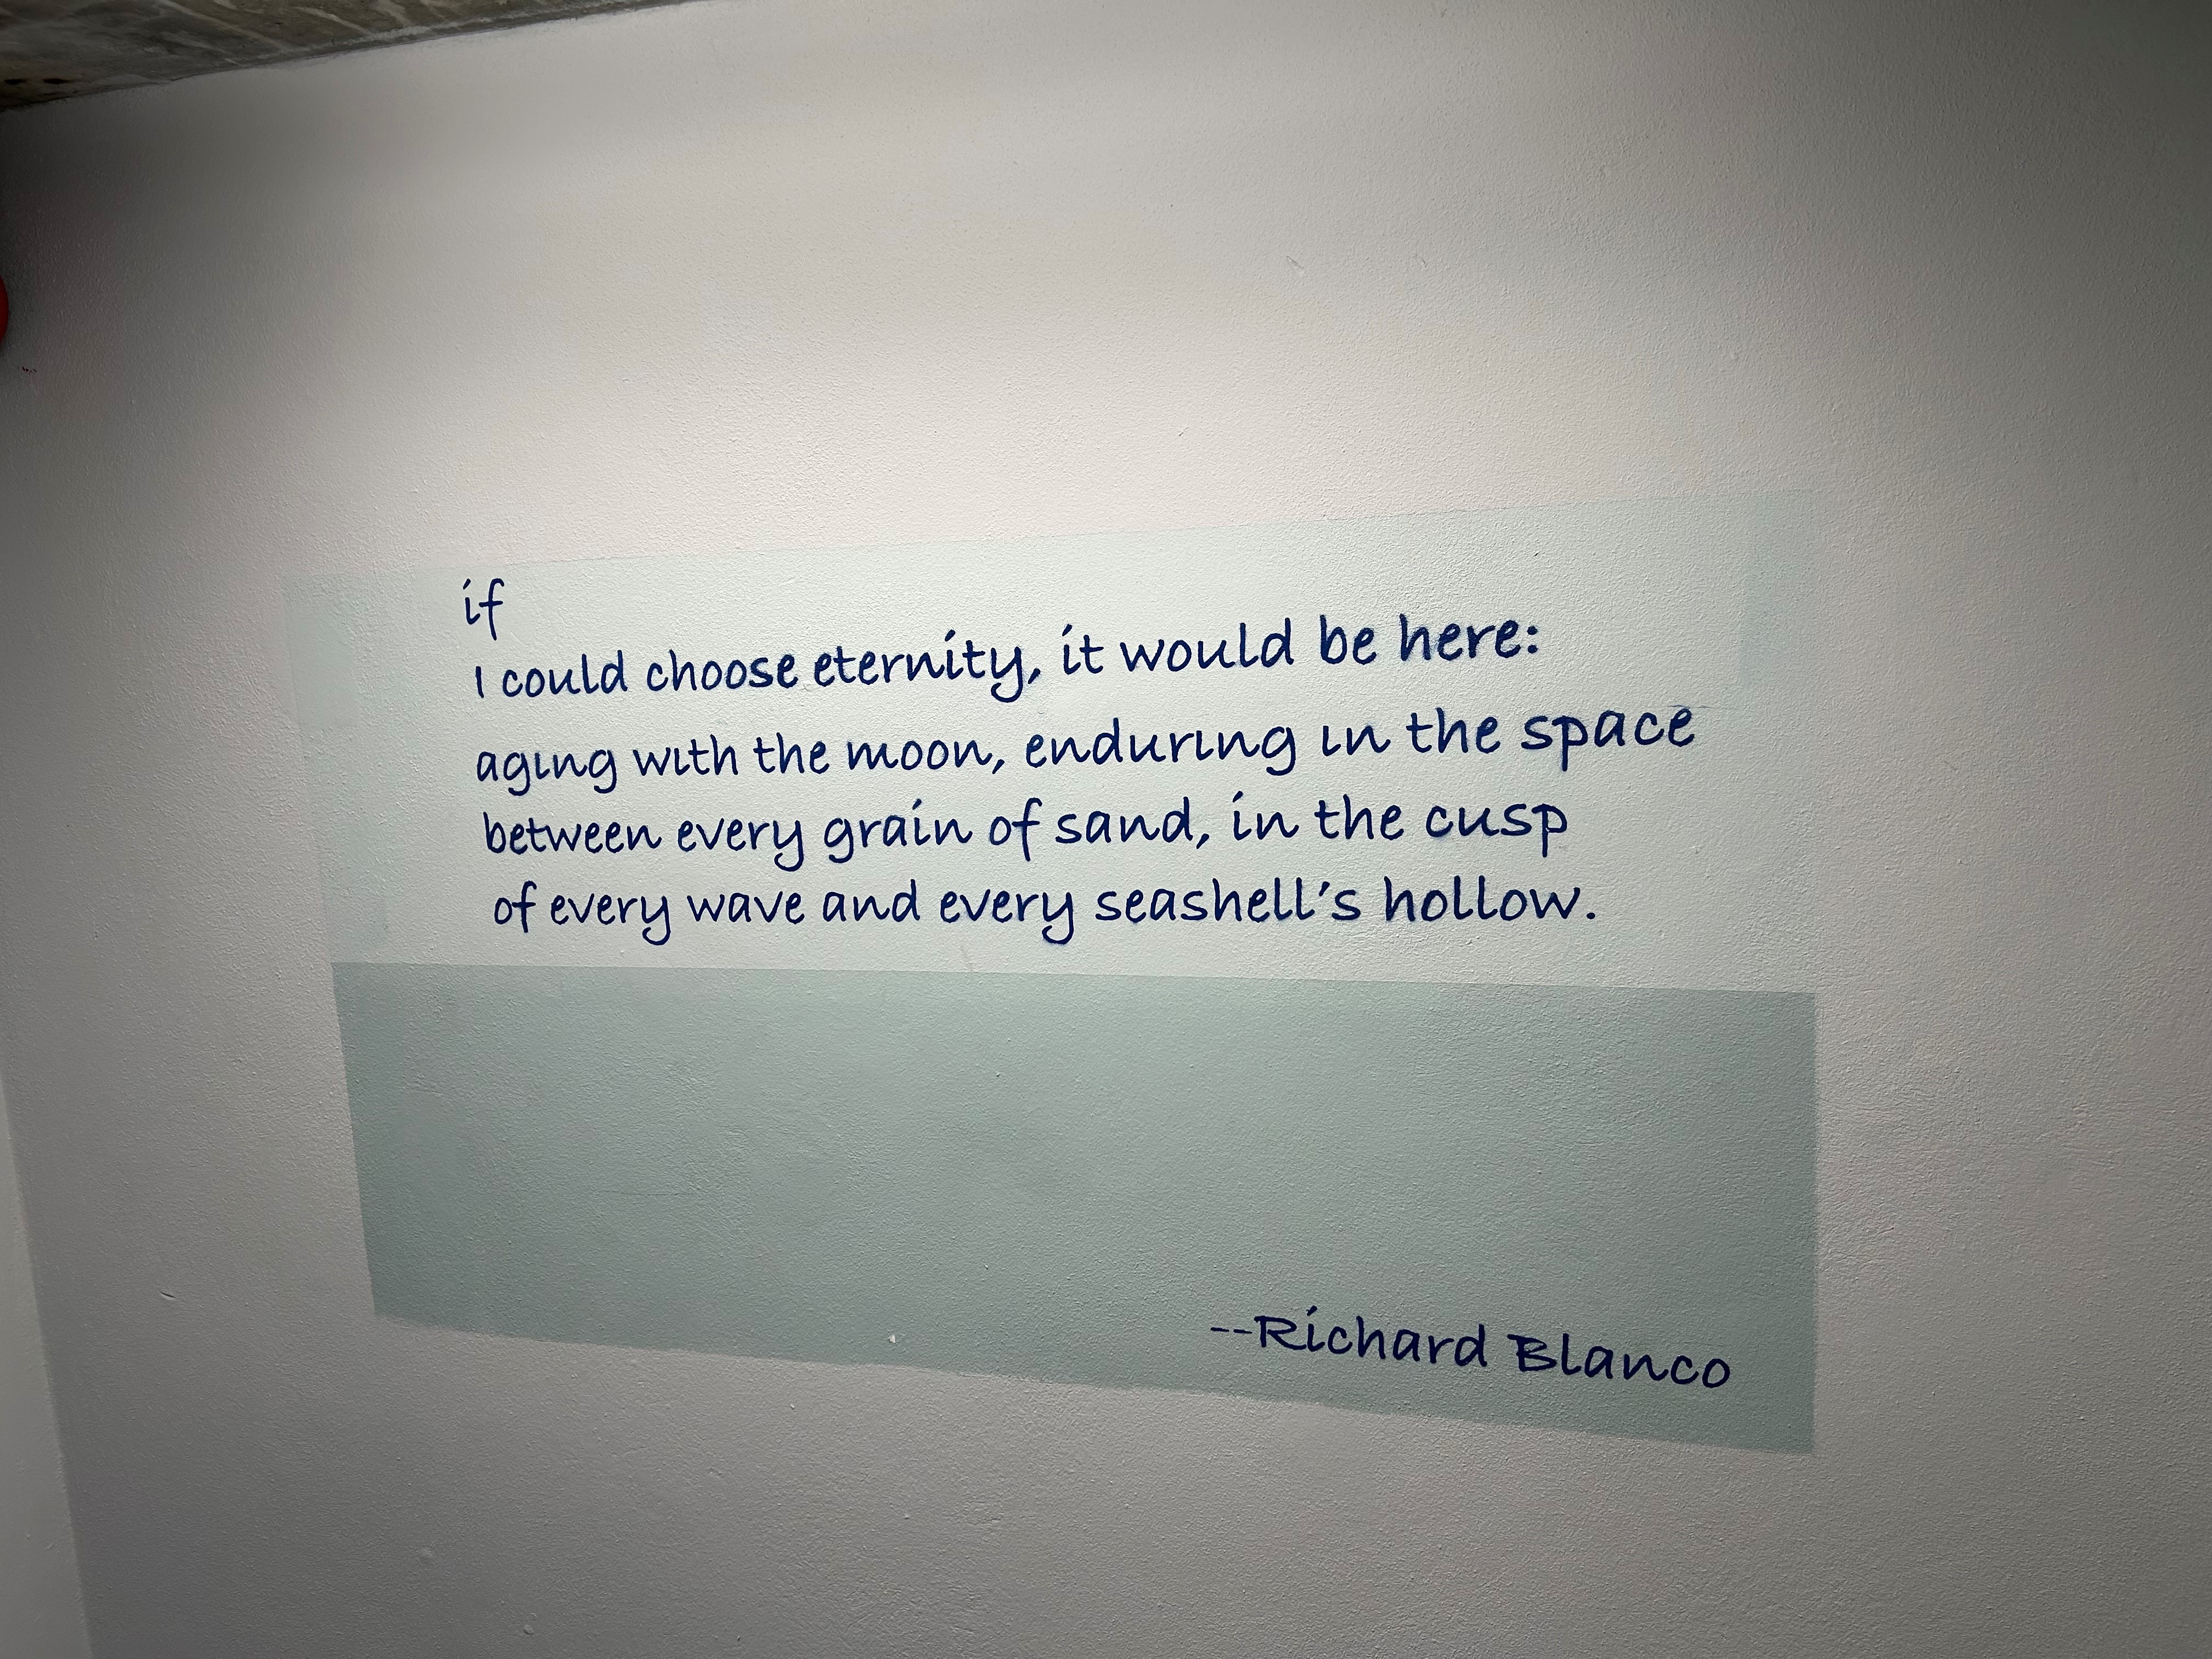 if
I could choose eternity, it would be here:
aging with the moon, enduring in the space
between every grain of sand, in the cusp
of every wave and every seashell's hollow.
--Richard Blanco